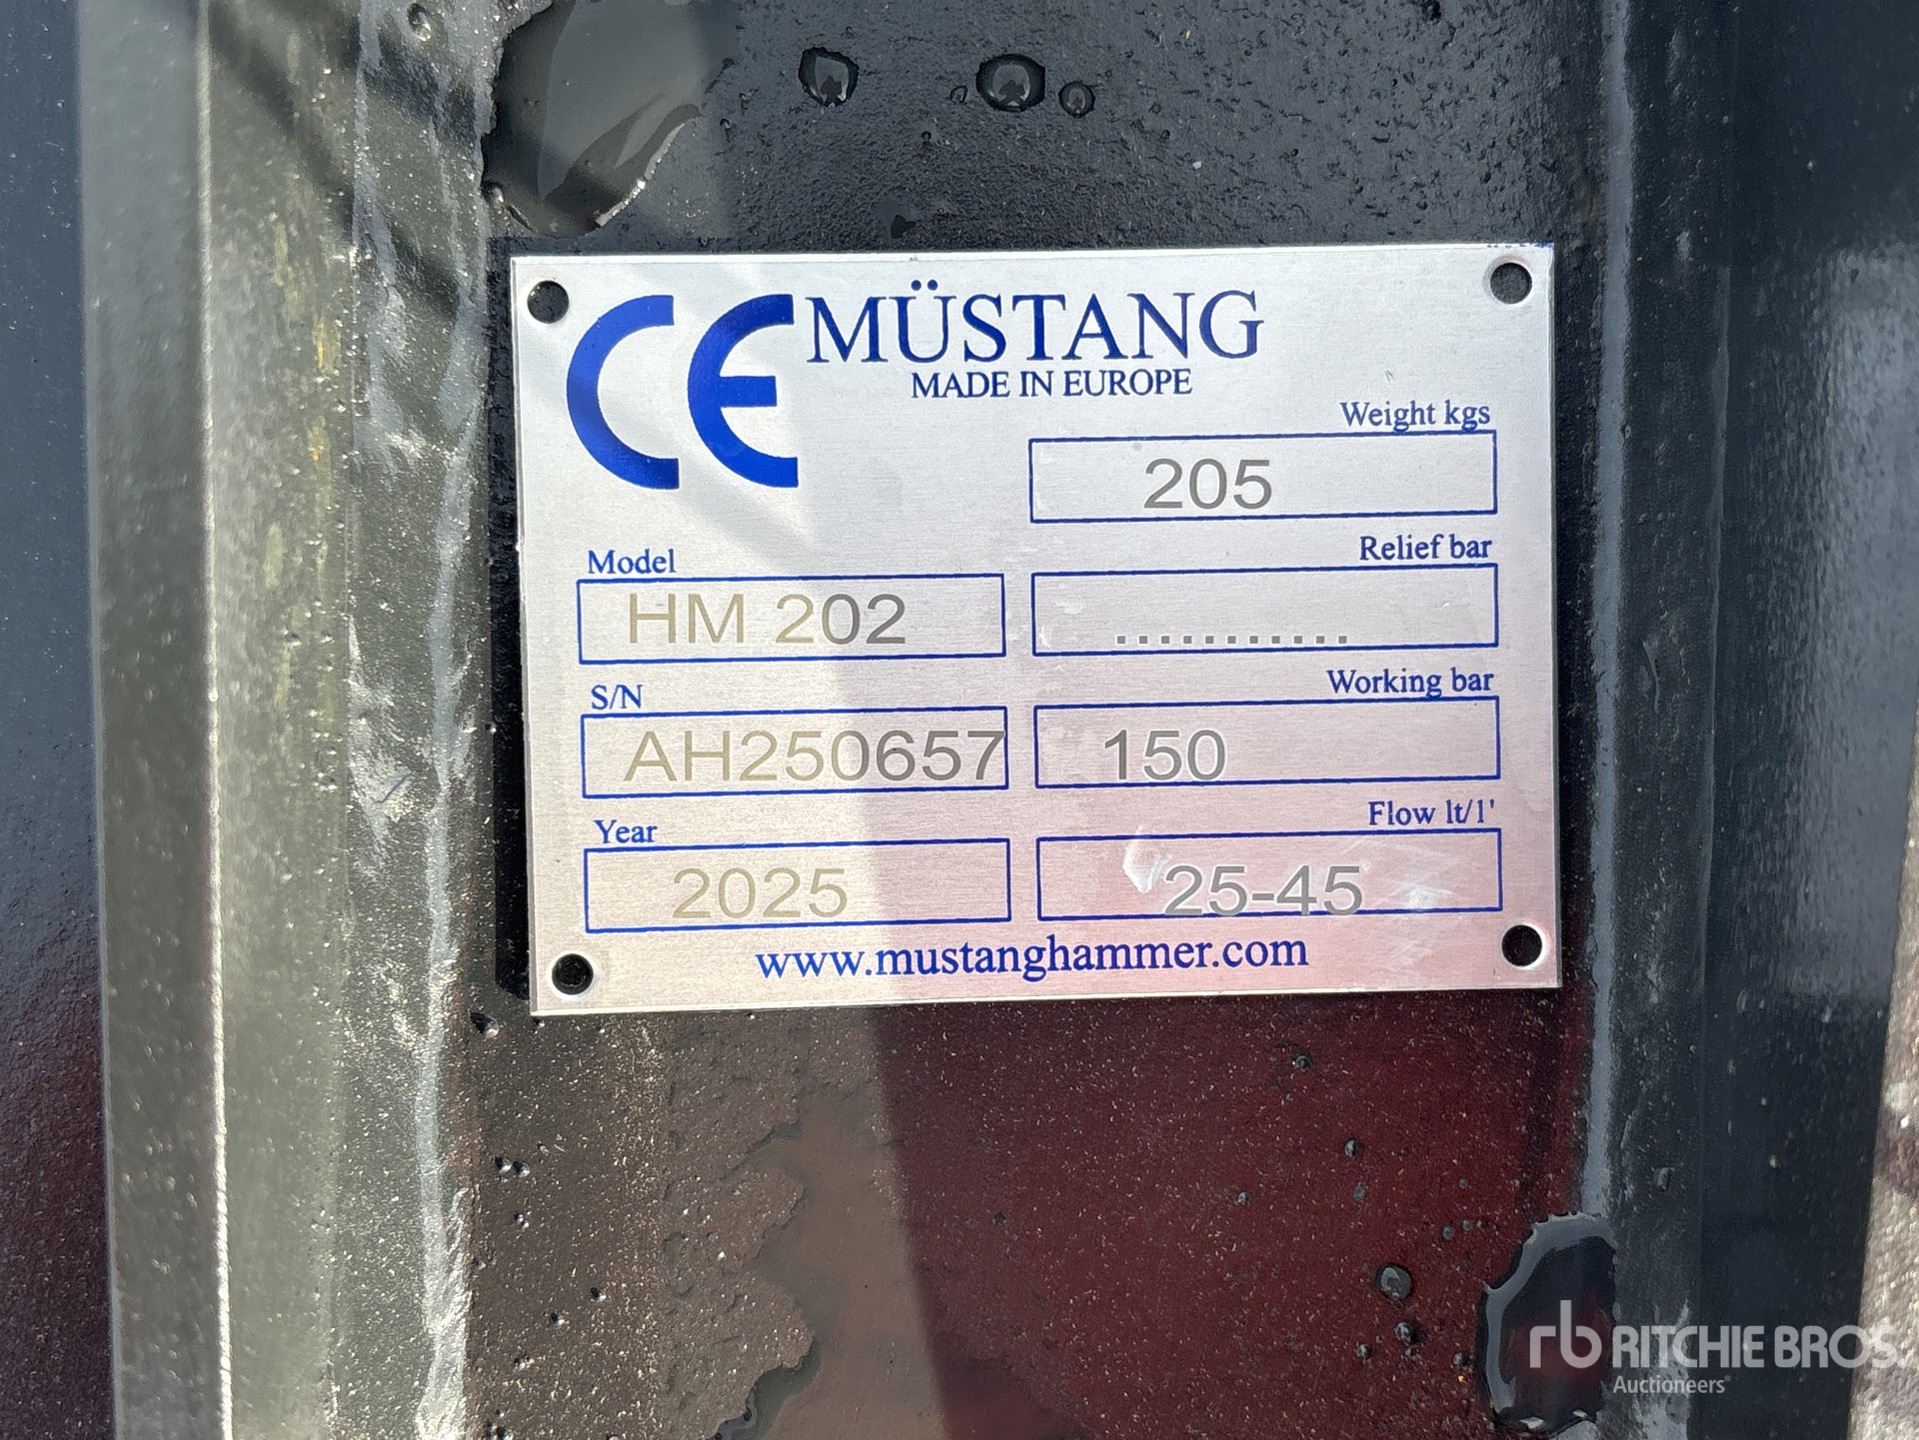 CE MÜSTANG
MADE IN EUROPE
Weight kgs
205
Model
Relief bar
HM 202
...........
S/N
Working bar
AH250657
150
Year
Flow lt/1'
2025
25-45
www.mustanghammer.com
rb RITCHIE BROS.
Auctioneers